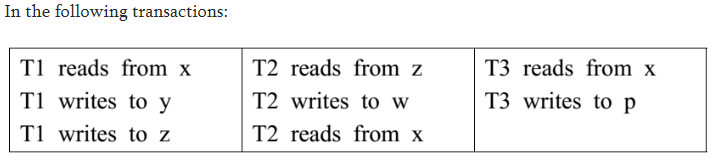 In the following transactions:
T1 reads from x
T1 writes to y
T1 writes to z
T2 reads from z
T2 writes to w
T2 reads from x
T3 reads from x
T3 writes to p